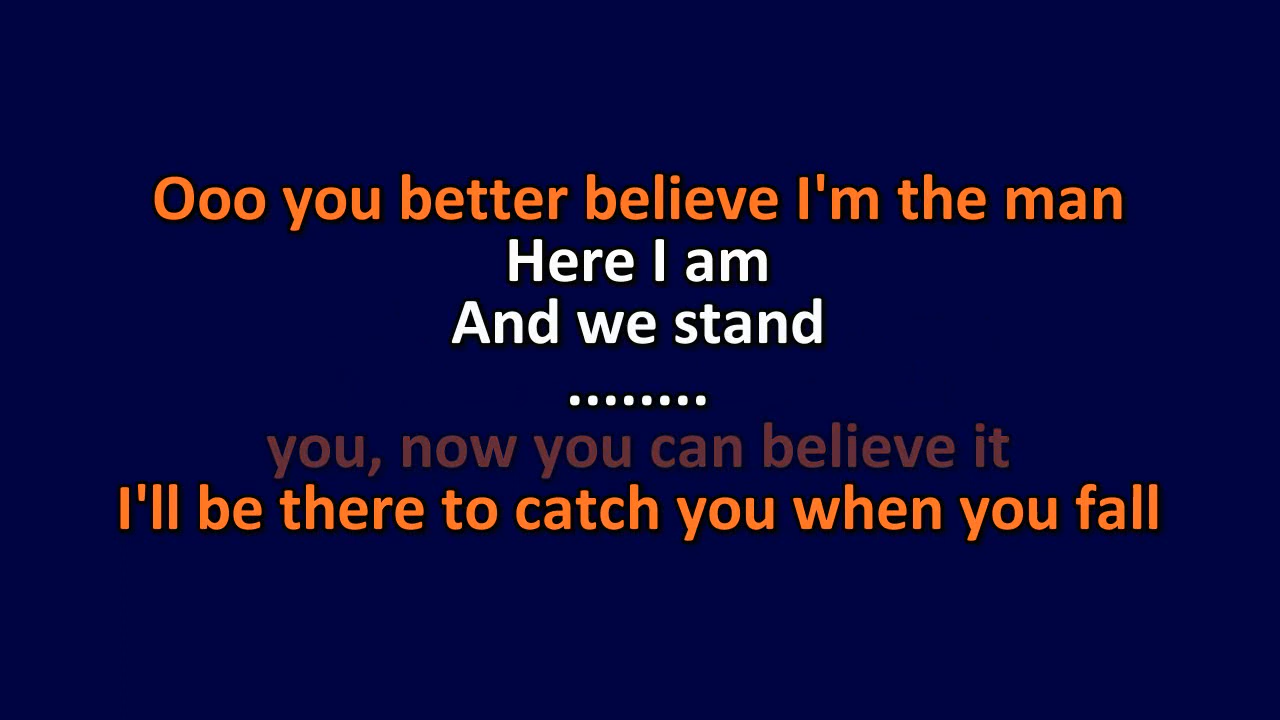 Ooo you better believe I'm the man
Here I am
And we stand
........
you, now you can believe it
I'll be there to catch you when you fall